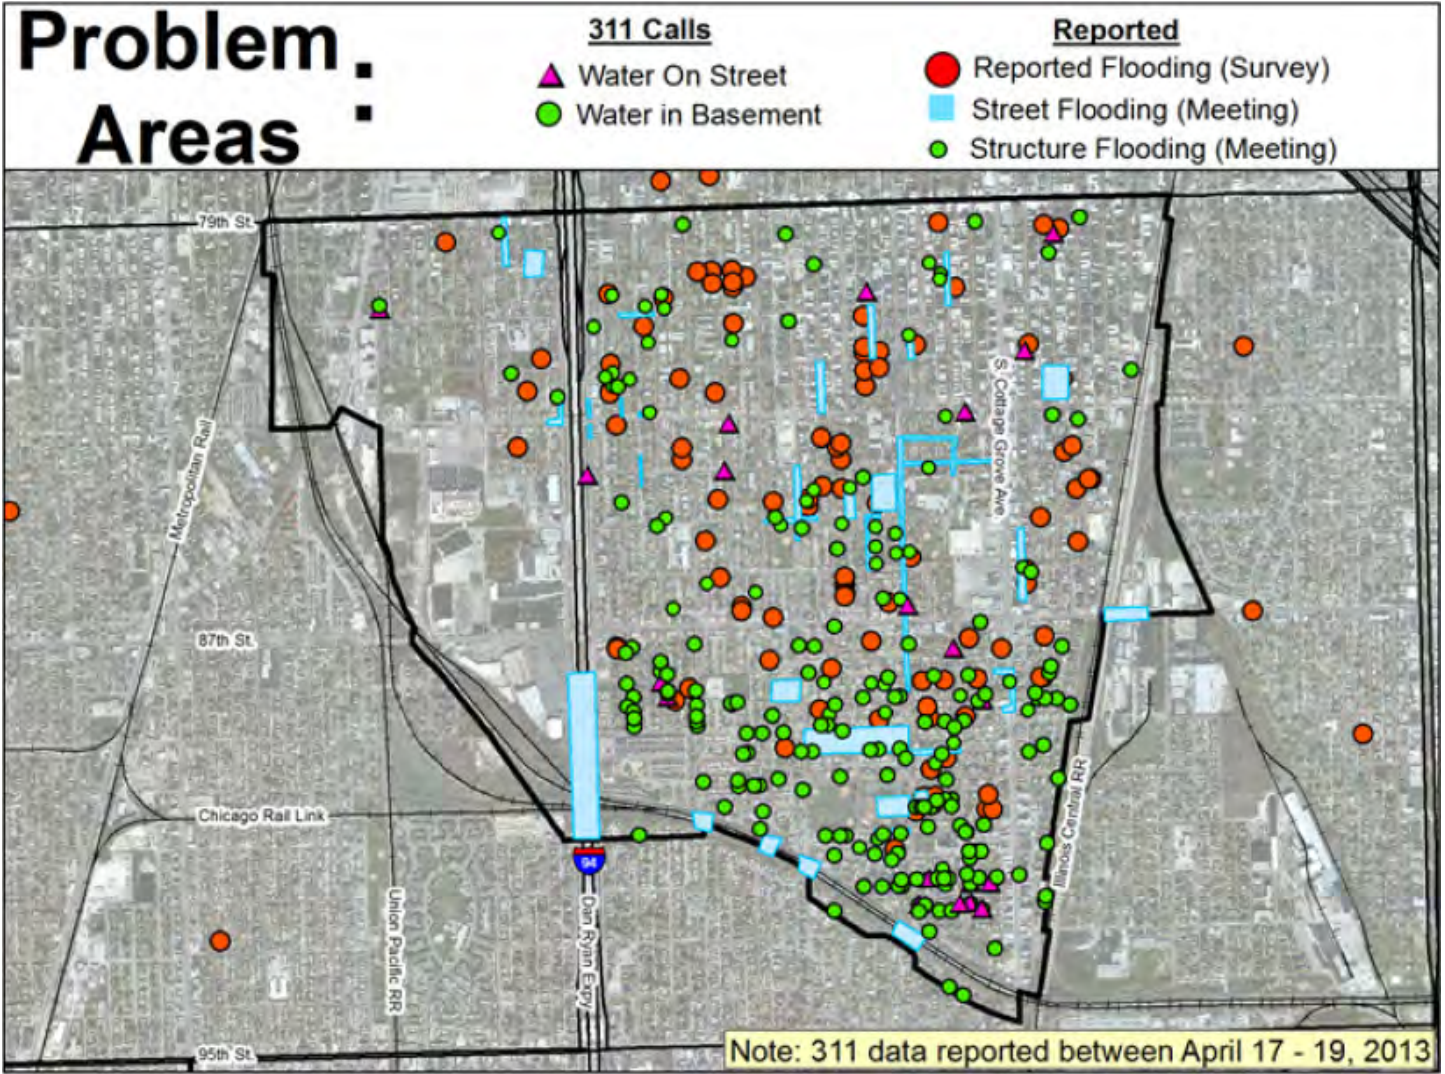 Problem :
Areas
311 Calls
Water On Street
Water in Basement
Reported
Reported Flooding (Survey)
Street Flooding (Meeting)
Structure Flooding (Meeting)
79th St.
S. Cottage Grove Ave.
Metropolitan Rail
87th St.
Chicago Rail Link
Illinois Central RR
94
Union Pacific RR
Dan Ryan Expy
95th St.
Note: 311 data reported between April 17 - 19, 2013